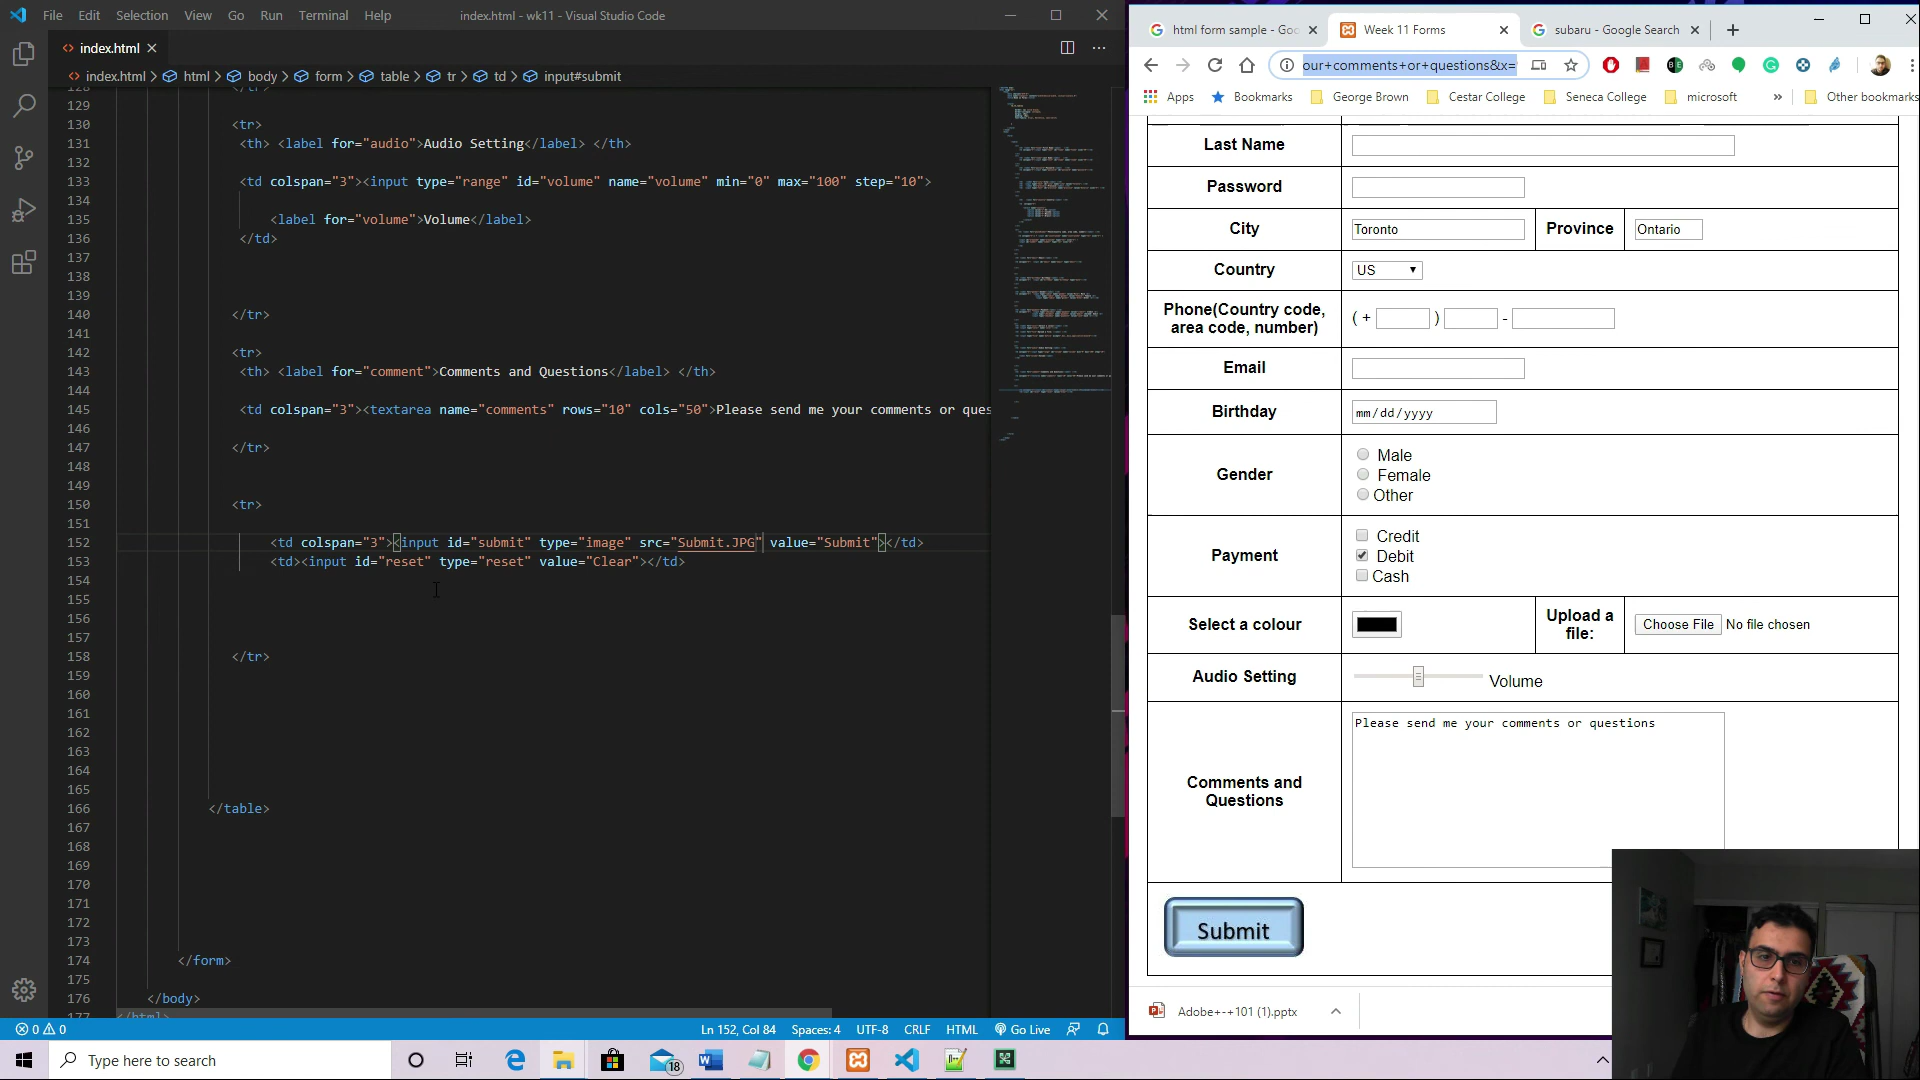 File Edit Selection View Go Run Terminal Help
index.html - wk11 - Visual Studio Code
<> index.html ×
<> index.html > html > body > form > table > tr > td > input#submit
129
130 <tr>
131 <th> <label for="audio">Audio Setting</label> </th>
132
133 <td colspan="3"><input type="range" id="volume" name="volume" min="0" max="100" step="10">
134
135 <label for="volume">Volume</label>
136 </td>
137
138
139
140 </tr>
141
142 <tr>
143 <th> <label for="comment">Comments and Questions</label> </th>
144
145 <td colspan="3"><textarea name="comments" rows="10" cols="50">Please send me your comments or ques
146
147 </tr>
148
149
150 <tr>
151
152 <td colspan="3"><input id="submit" type="image" src="Submit.JPG" value="Submit"></td>
153 <td><input id="reset" type="reset" value="Clear"></td>
154
155
156
157
158 </tr>
159
160
161
162
163
164
165
166 </table>
167
168
169
170
171
172
173
174 </form>
175
176 </body>
177 </html>
0 0
Ln 152, Col 84 Spaces: 4 UTF-8 CRLF HTML Go Live
html form sample - Goo ×
Week 11 Forms ×
subaru - Google Search × +
our+comments+or+questions&x=
Apps Bookmarks George Brown Cestar College Seneca College microsoft » Other bookmarks
Last Name
Password
City Toronto Province Ontario
Country US
Phone(Country code,
area code, number) ( + ) -
Email
Birthday mm/dd/yyyy
Gender
Male
Female
Other
Payment
Credit
Debit
Cash
Select a colour
Upload a
file:
Choose File No file chosen
Audio Setting Volume
Comments and
Questions
Please send me your comments or questions
Submit
Adobe+-+101 (1).pptx
Type here to search
18